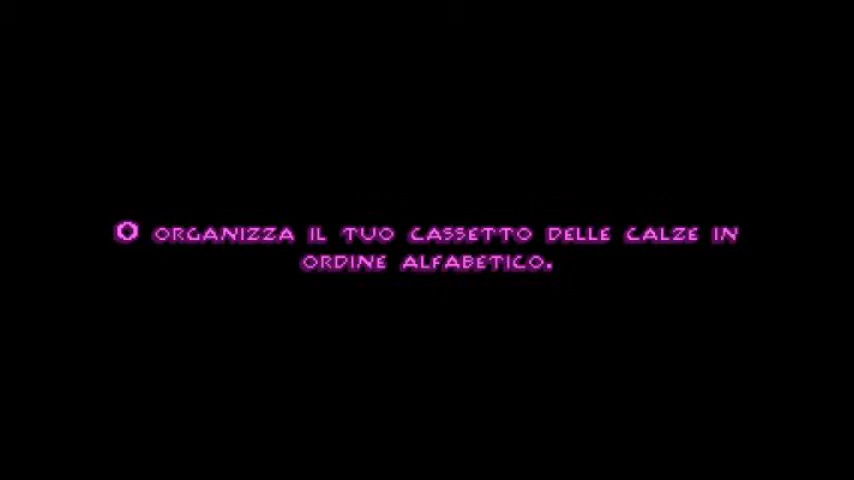 O ORGANIZZA IL TUO CASSETTO DELLE CALZE IN
ORDINE ALFABETICO.